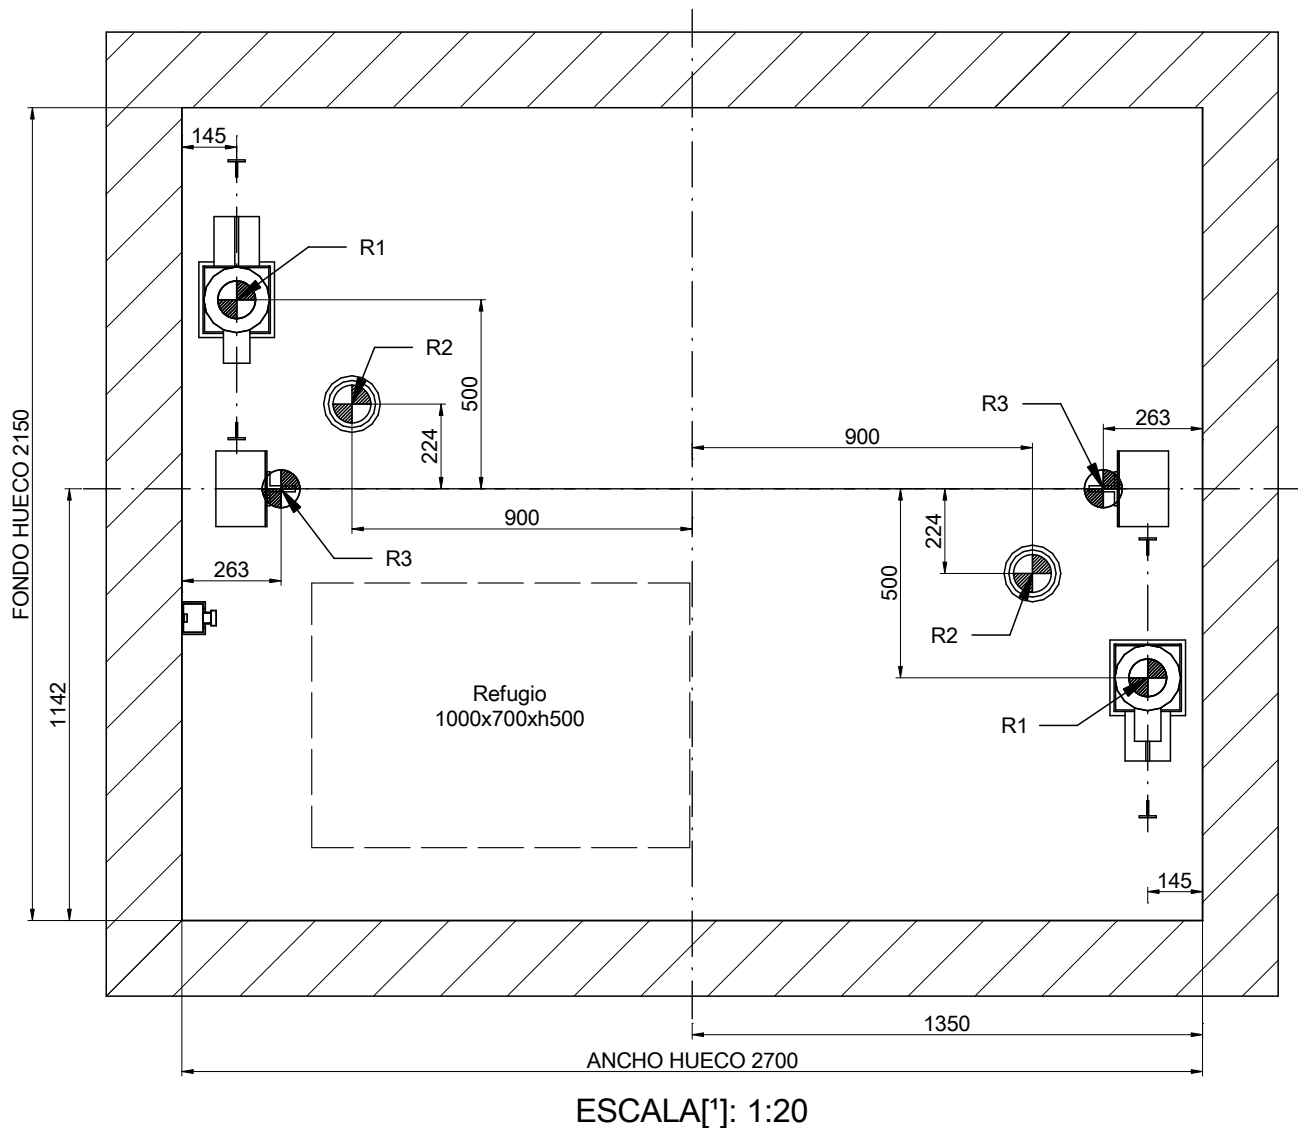 145
R1
R2
500
R3
263
900
224
FONDO HUECO 2150
900
224
R3
263
500
R2
1142
Refugio
1000x700xh500
R1
145
1350
ANCHO HUECO 2700
ESCALA[¹]: 1:20